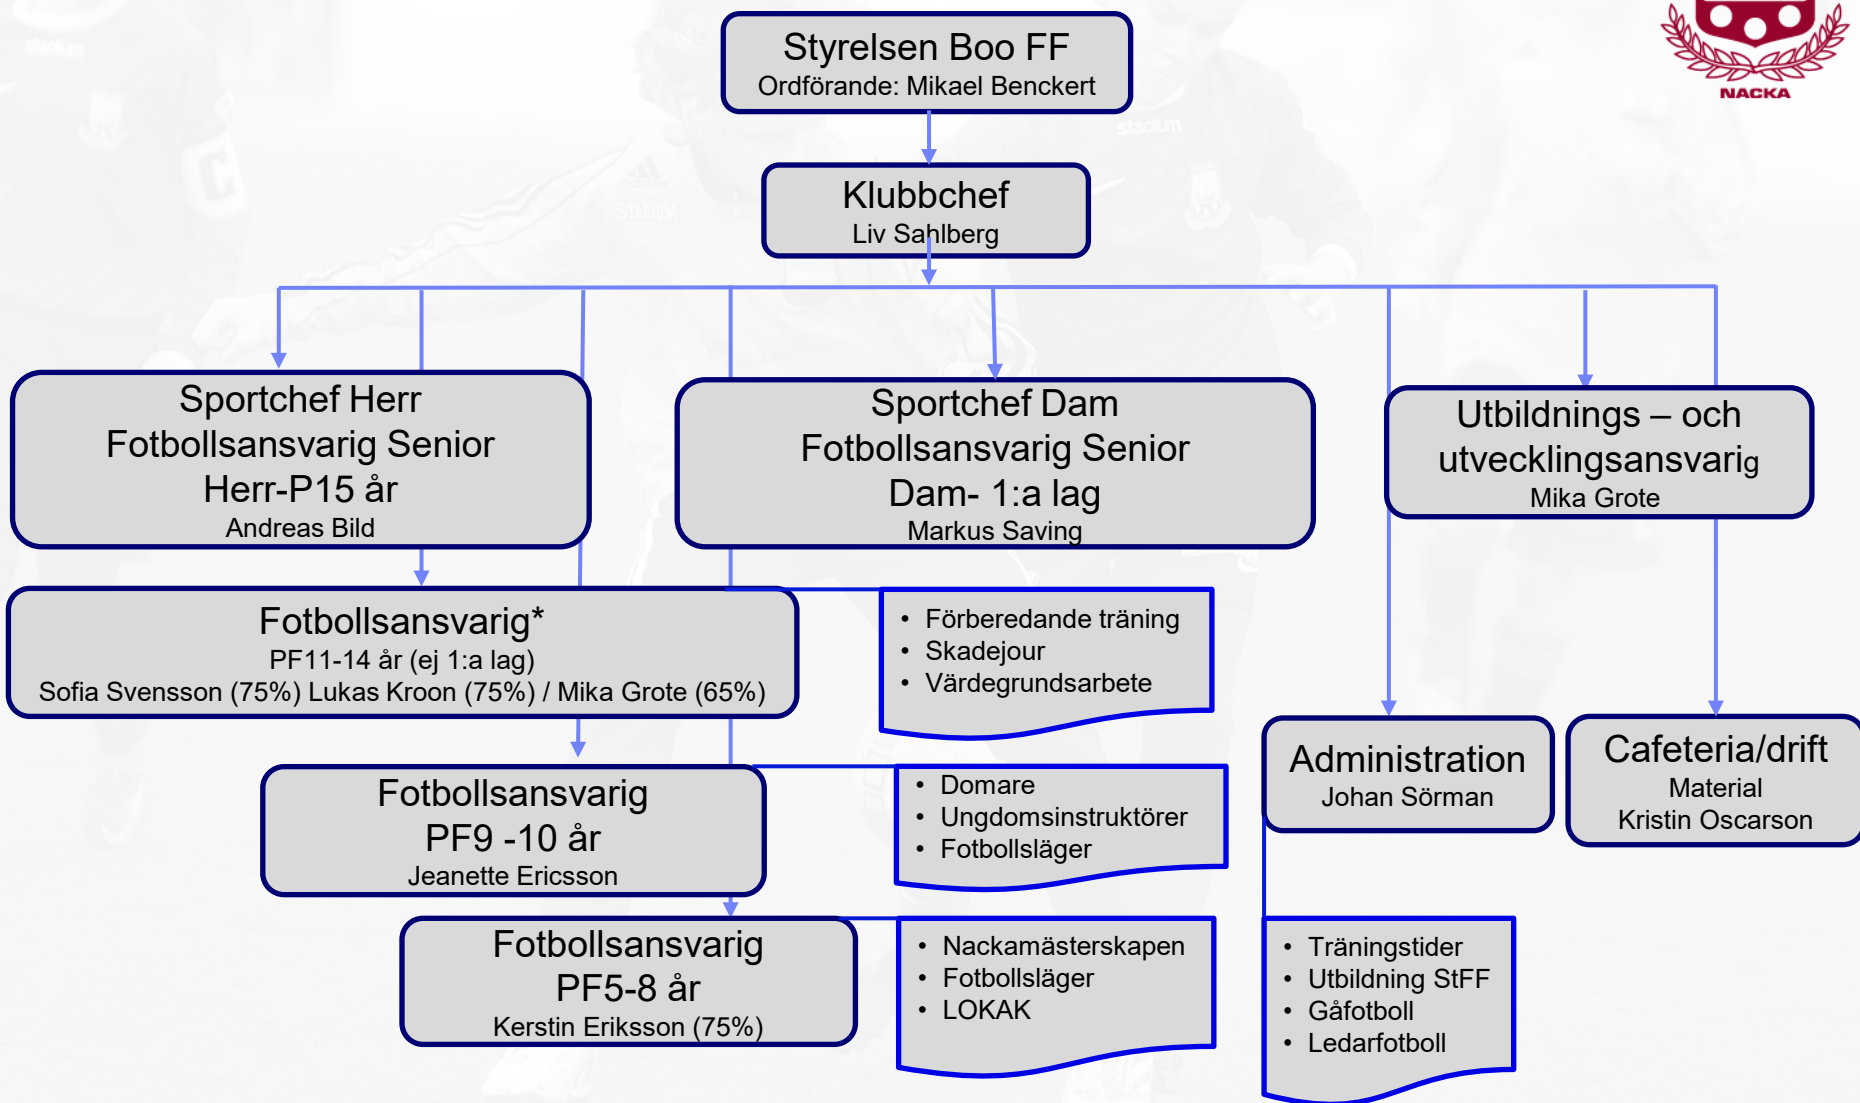 Styrelsen Boo FF
Ordförande: Mikael Benckert
NACKA
stadium
stadium
C
STADIUM
Klubbchef
Liv Sahlberg
Sportchef Herr
Fotbollsansvarig Senior
Herr-P15 år
Andreas Bild
Sportchef Dam
Fotbollsansvarig Senior
Dam- 1:a lag
Markus Saving
Utbildnings – och
utvecklingsansvarig
Mika Grote
Fotbollsansvarig*
PF11-14 år (ej 1:a lag)
Sofia Svensson (75%) Lukas Kroon (75%) / Mika Grote (65%)
• Förberedande träning
• Skadejour
• Värdegrundsarbete
Fotbollsansvarig
PF9 -10 år
Jeanette Ericsson
• Domare
• Ungdomsinstruktörer
• Fotbollsläger
Administration
Johan Sörman
Cafeteria/drift
Material
Kristin Oscarson
Fotbollsansvarig
PF5-8 år
Kerstin Eriksson (75%)
• Nackamästerskapen
• Fotbollsläger
• LOKAK
• Träningstider
• Utbildning StFF
• Gåfotboll
• Ledarfotboll